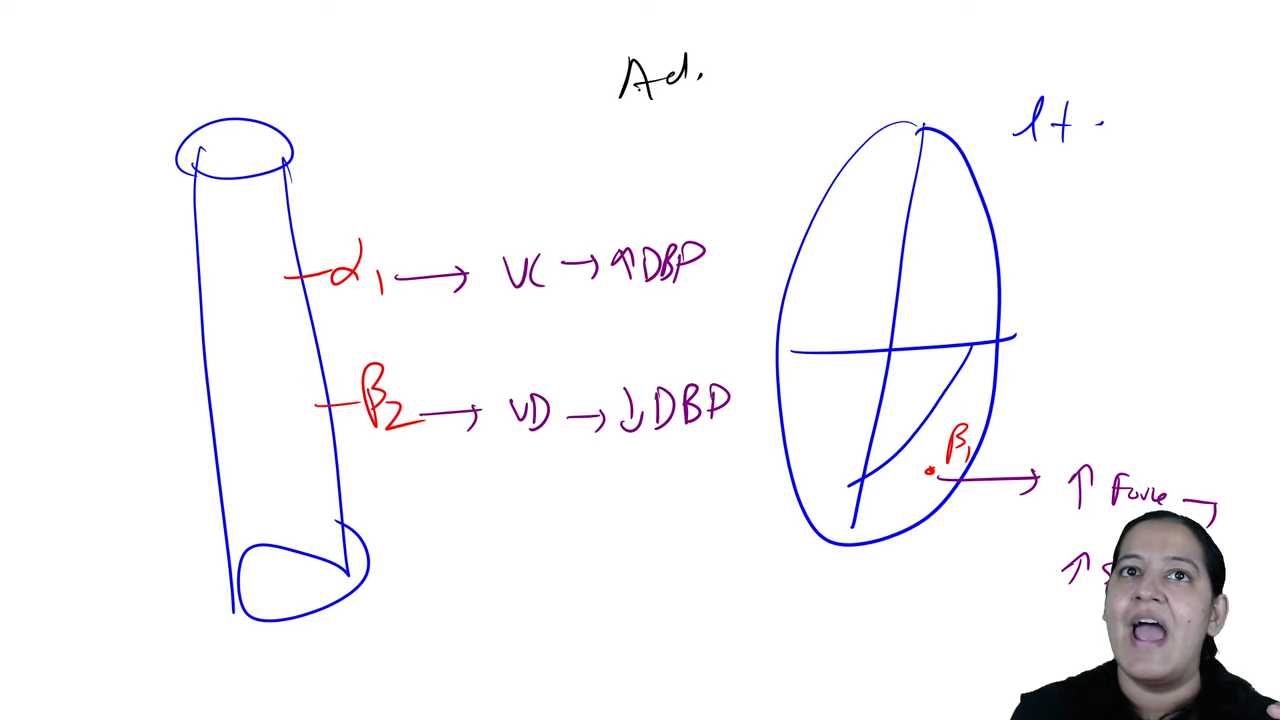 Ad.
Ht.
α1 → VC → ↑DBP
β2 → VD → ↓DBP
β1 → ↑ Force →
↑